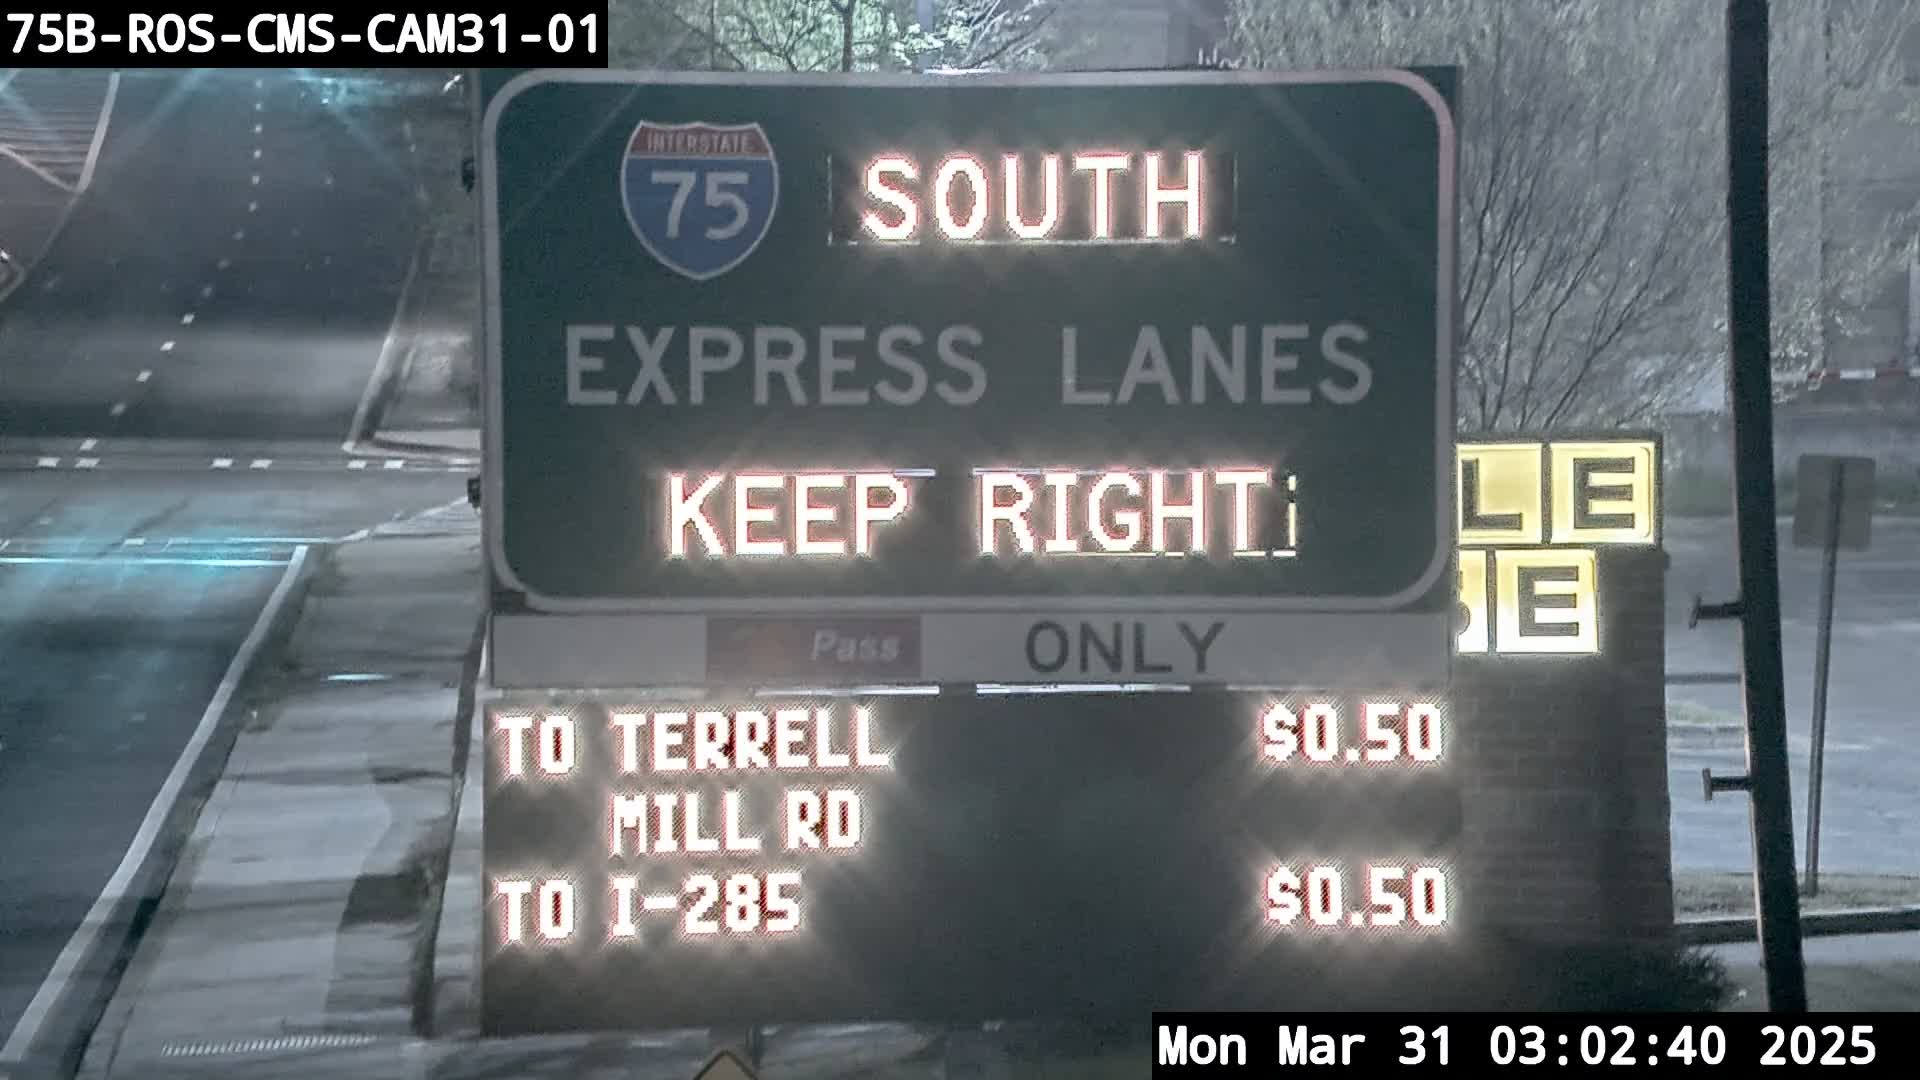 75B-ROS-CMS-CAM31-01
INTERSTATE
75
SOUTH
EXPRESS LANES
KEEP RIGHT
Pass ONLY
TO TERRELL $0.50
MILL RD
TO I-285 $0.50
LE
E
Mon Mar 31 03:02:40 2025